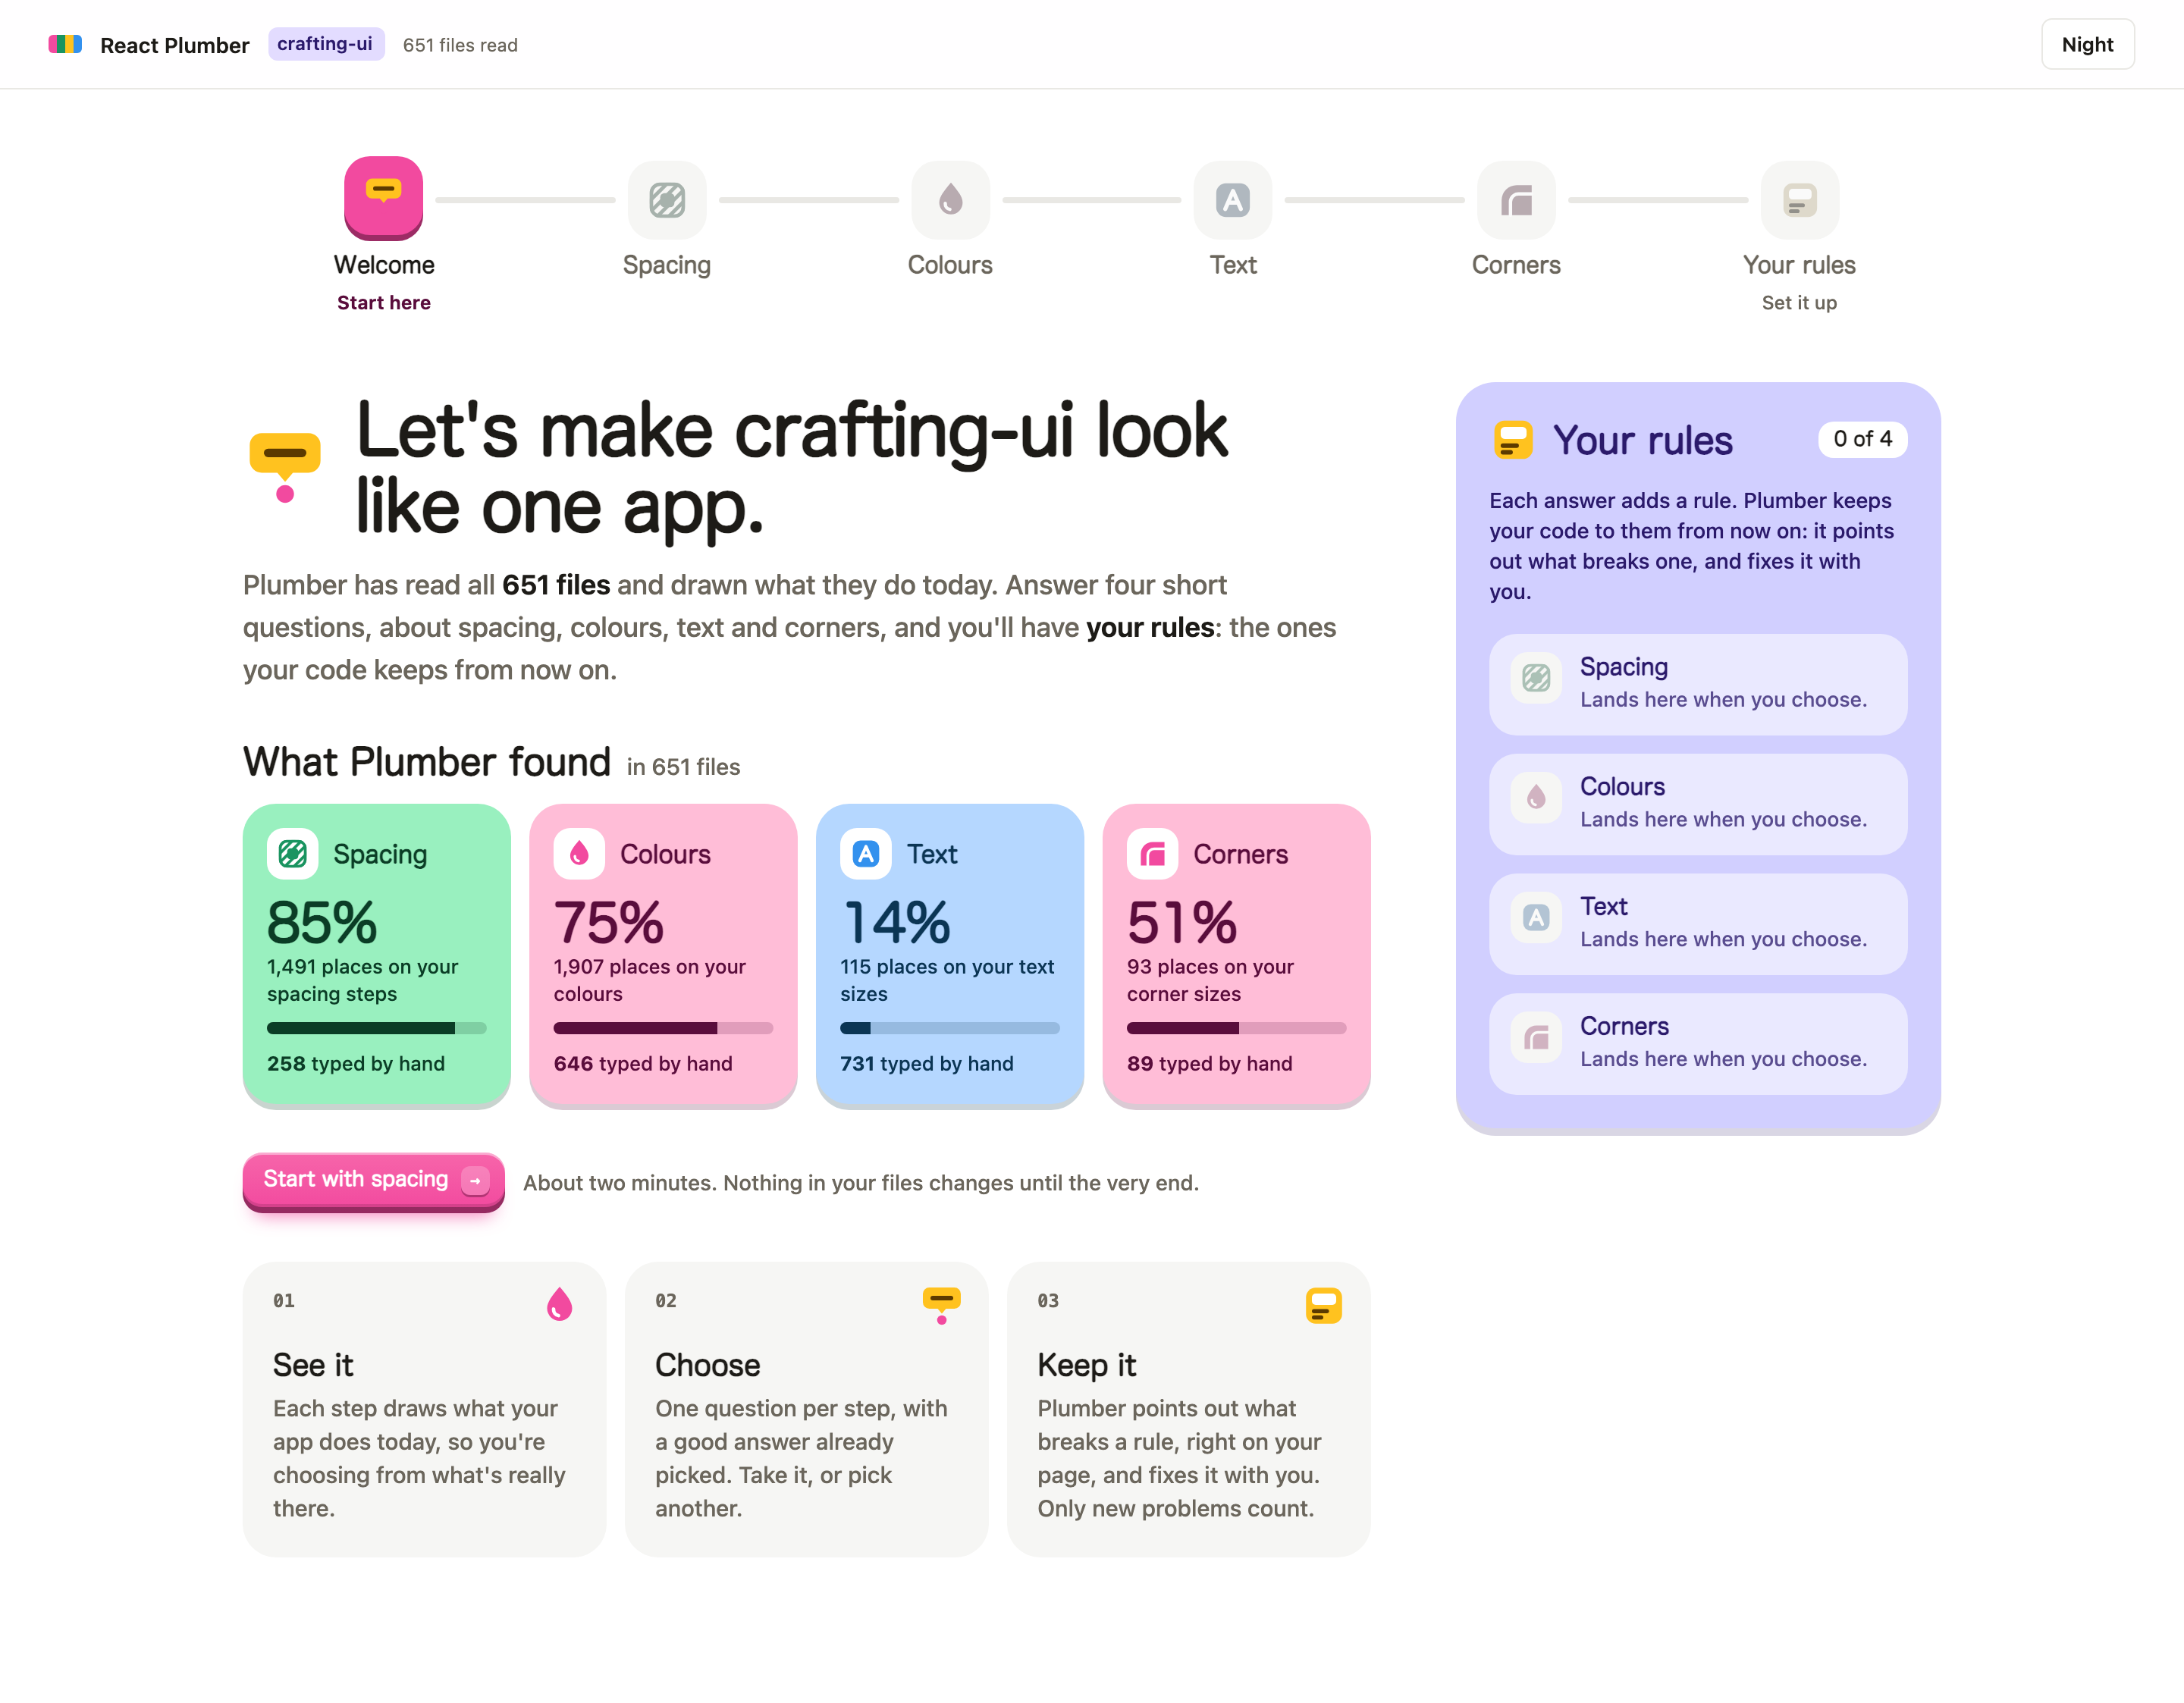 React Plumber
crafting-ui
651 files read
Night
Welcome
Start here
Spacing
Colours
A
Text
Corners
Your rules
Set it up
Let's make crafting-ui look
like one app.
Plumber has read all 651 files and drawn what they do today. Answer four short
questions, about spacing, colours, text and corners, and you'll have your rules: the ones
your code keeps from now on.
What Plumber found in 651 files
Spacing
85%
1,491 places on your
spacing steps
258 typed by hand
Colours
75%
1,907 places on your
colours
646 typed by hand
A
Text
14%
115 places on your text
sizes
731 typed by hand
Corners
51%
93 places on your
corner sizes
89 typed by hand
Start with spacing →
About two minutes. Nothing in your files changes until the very end.
01
See it
Each step draws what your
app does today, so you're
choosing from what's really
there.
02
Choose
One question per step, with
a good answer already
picked. Take it, or pick
another.
03
Keep it
Plumber points out what
breaks a rule, right on your
page, and fixes it with you.
Only new problems count.
Your rules
0 of 4
Each answer adds a rule. Plumber keeps
your code to them from now on: it points
out what breaks one, and fixes it with
you.
Spacing
Lands here when you choose.
Colours
Lands here when you choose.
A
Text
Lands here when you choose.
Corners
Lands here when you choose.